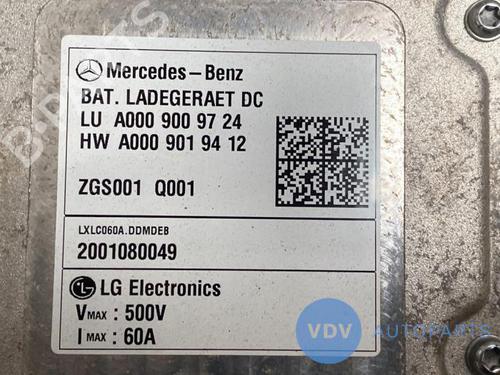 Mercedes-Benz
BAT. LADEGERAET DC
LU A000 900 97 24
HW A000 901 94 12
ZGS001 Q001
LXLC060A.DDMDEB
2001080049
LG Electronics
VMAX : 500V
IMAX : 60A
VDV AUTOPARTS
B-PARTS